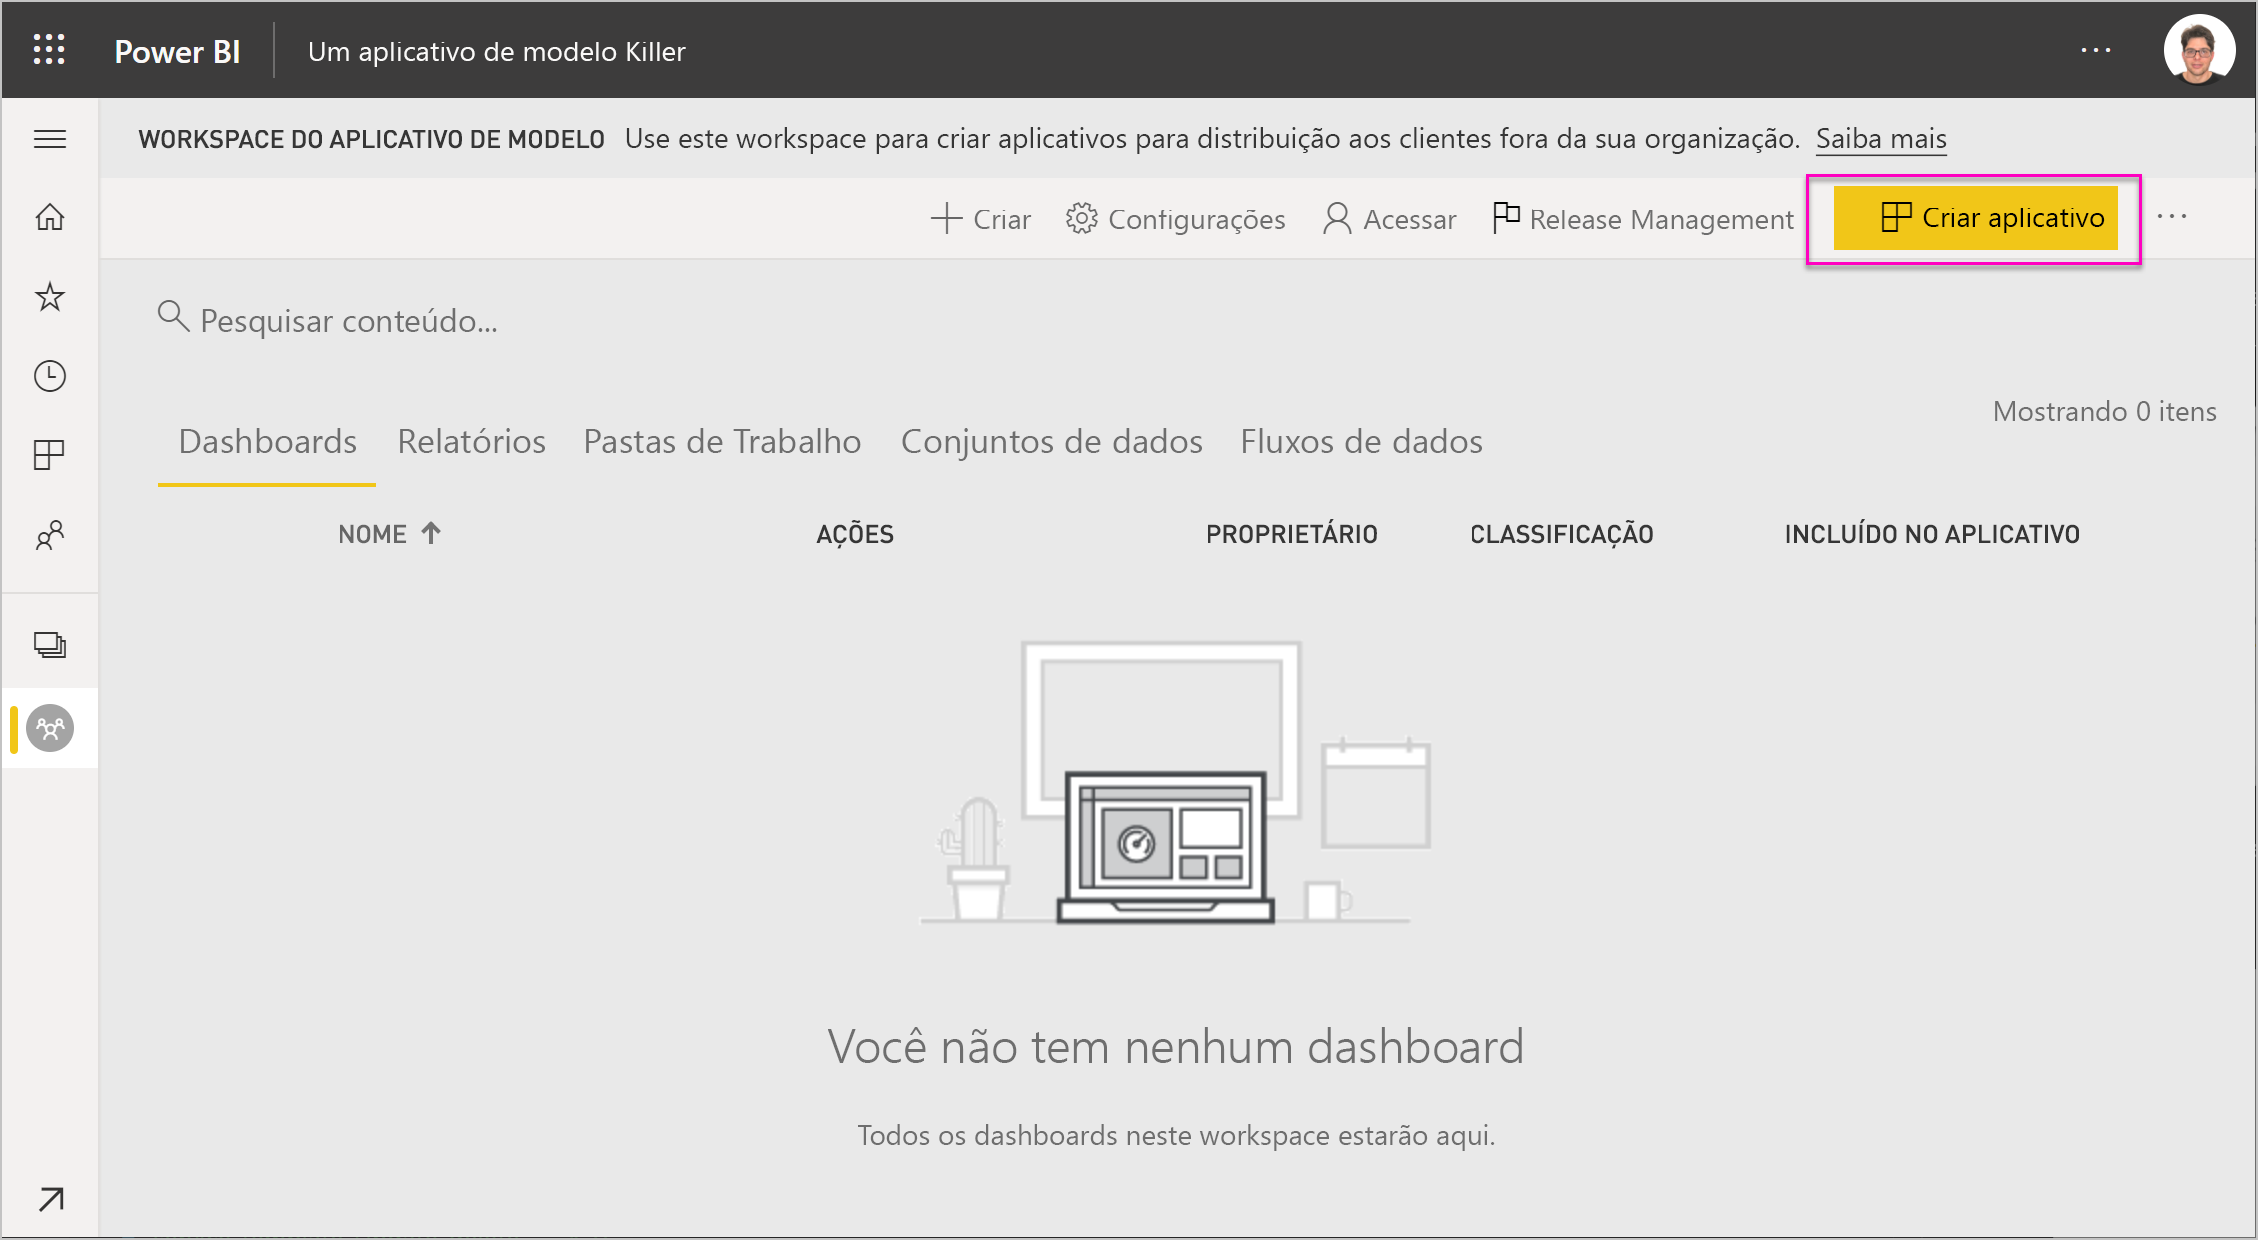 Power BI
Um aplicativo de modelo Killer
WORKSPACE DO APLICATIVO DE MODELO Use este workspace para criar aplicativos para distribuição aos clientes fora da sua organização. Saiba mais
Criar Configurações Acessar Release Management Criar aplicativo
Pesquisar conteúdo...
Mostrando 0 itens
Dashboards Relatórios Pastas de Trabalho Conjuntos de dados Fluxos de dados
NOME AÇÕES PROPRIETÁRIO CLASSIFICAÇÃO INCLUÍDO NO APLICATIVO
Você não tem nenhum dashboard
Todos os dashboards neste workspace estarão aqui.